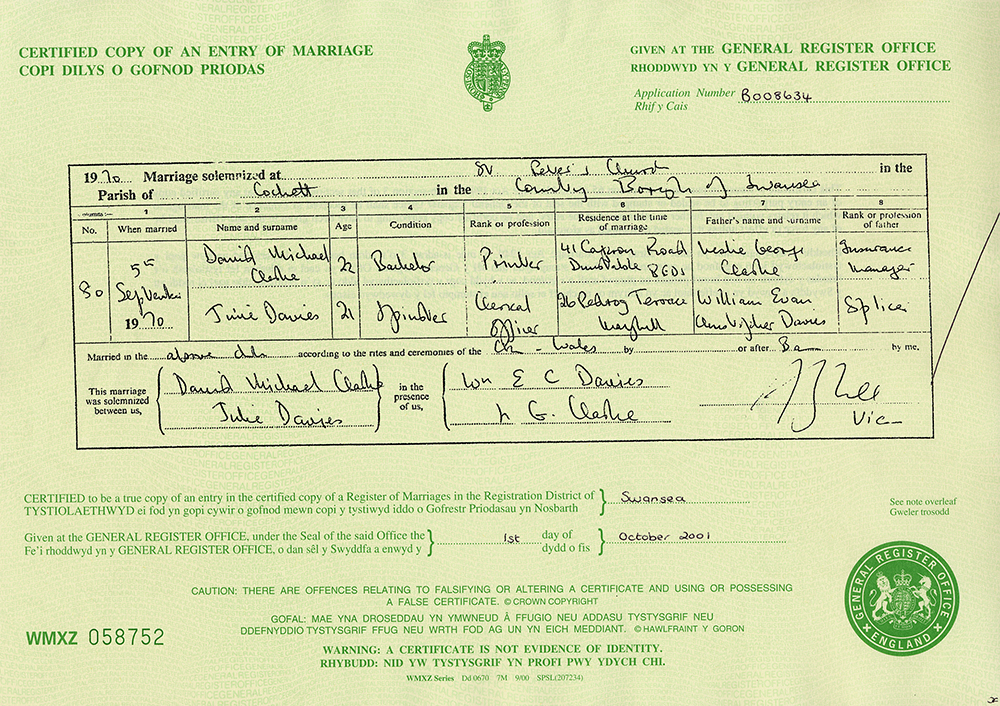 CERTIFIED COPY OF AN ENTRY OF MARRIAGE
COPI DILYS O GOFNOD PRIODAS
GIVEN AT THE GENERAL REGISTER OFFICE
RHODDWYD YN Y GENERAL REGISTER OFFICE
Application Number B008634
Rhif y Cais
1970 Marriage solemnized at St Peter's Church in the
Parish of Cockett in the County Borough of Swansea
Columns:— 1 2 3 4 5 6 7 8
No. When married Name and surname Age Condition Rank or profession Residence at the time of marriage Father's name and surname Rank or profession of father
90 5th September 1970
David Michael Clarke 22 Bachelor Printer 41 Road Dunstable BEDS Leslie George Clarke Insurance Manager
Julie Davies 21 Spinster Clerical Officer 26 Terrace Mayhill William Evan Christopher Davies Splicer
Married in the above according to the rites and ceremonies of the Ch Wales by or after Ba by me,
This marriage was solemnized between us,
David Michael Clarke
Julie Davies
in the presence of us,
Wm E C Davies
L G. Clarke
Vic
CERTIFIED to be a true copy of an entry in the certified copy of a Register of Marriages in the Registration District of Swansea
TYSTIOLAETHWYD ei fod yn gopi cywir o gofnod mewn copi y tystiwyd iddo o Gofrestr Priodasau yn Nosbarth
See note overleaf
Gweler trosodd
Given at the GENERAL REGISTER OFFICE, under the Seal of the said Office the 1st day of October 2001
Fe'i rhoddwyd yn y GENERAL REGISTER OFFICE, o dan sêl y Swyddfa a enwyd y dydd o fis
CAUTION: THERE ARE OFFENCES RELATING TO FALSIFYING OR ALTERING A CERTIFICATE AND USING OR POSSESSING
A FALSE CERTIFICATE. © CROWN COPYRIGHT
GOFAL: MAE YNA DROSEDDAU YN YMWNEUD Â FFUGIO NEU ADDASU TYSTYSGRIF NEU
DDEFNYDDIO TYSTYSGRIF FFUG NEU WRTH FOD AG UN YN EICH MEDDIANT. © HAWLFRAINT Y GORON
WARNING: A CERTIFICATE IS NOT EVIDENCE OF IDENTITY.
RHYBUDD: NID YW TYSTYSGRIF YN PROFI PWY YDYCH CHI.
WMXZ 058752
WMXZ Series Dd 0670 7M 9/00 SPSL(207234)
GENERAL REGISTER OFFICE
ENGLAND